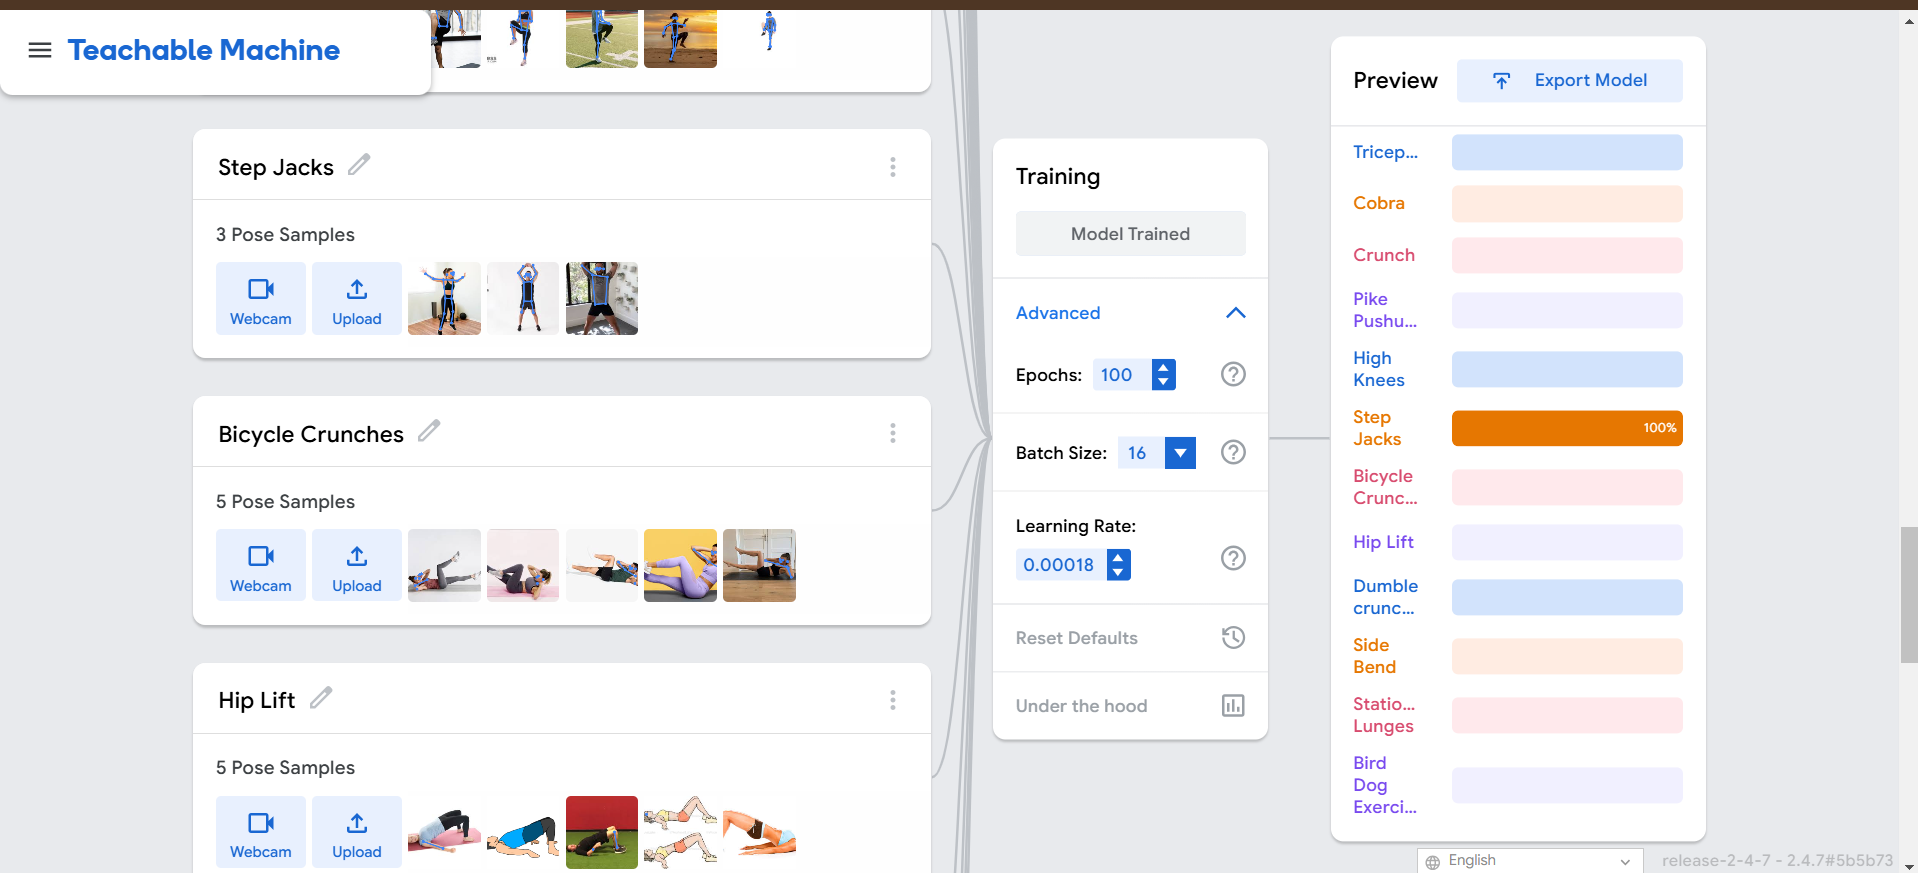 Teachable Machine
Step Jacks
3 Pose Samples
Webcam
Upload
Bicycle Crunches
5 Pose Samples
Webcam
Upload
Hip Lift
5 Pose Samples
Webcam
Upload
Training
Model Trained
Advanced
Epochs: 100
Batch Size: 16
Learning Rate:
0.00018
Reset Defaults
Under the hood
Preview
Export Model
Tricep...
Cobra
Crunch
Pike
Pushu...
High
Knees
Step
Jacks
100%
Bicycle
Crunc...
Hip Lift
Dumble
crunc...
Side
Bend
Statio...
Lunges
Bird
Dog
Exerci...
English
release-2-4-7 - 2.4.7#5b5b73